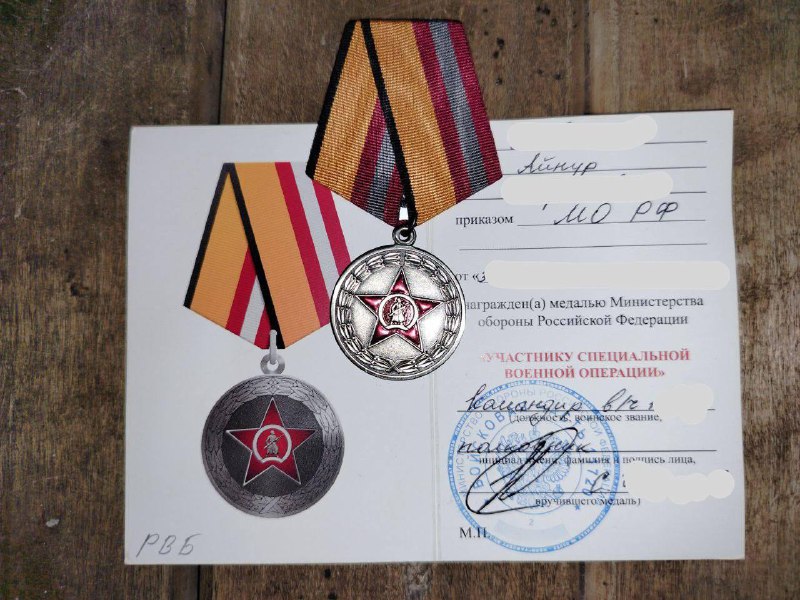 Айнур
приказом МО РФ
от «
награжден(а) медалью Министерства
обороны Российской Федерации
«УЧАСТНИКУ СПЕЦИАЛЬНОЙ
ВОЕННОЙ ОПЕРАЦИИ»
Командир в/ч
(должность, воинское звание,
полковник
инициал имени, фамилия и подпись лица,
С.
вручившего медаль)
М.П.
РВБ